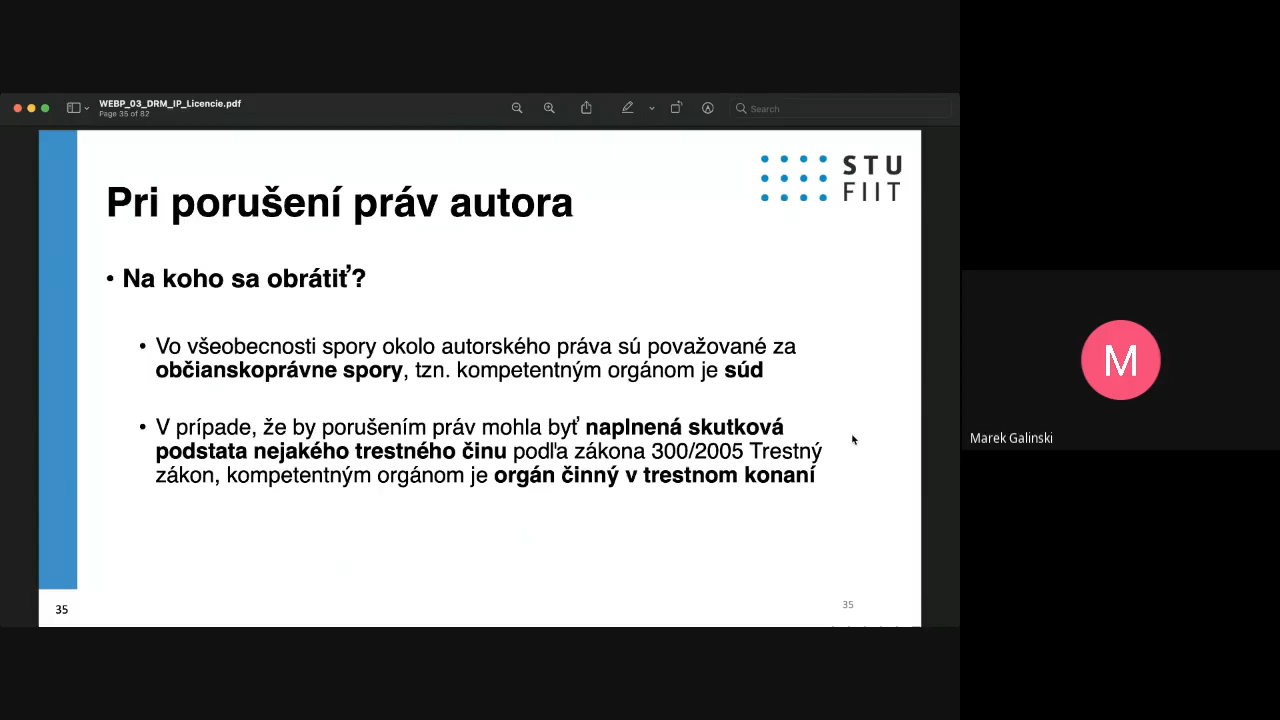 WEBP_03_DRM_IP_Licencie.pdf
Page 35 of 82
Search
STU
FIIT
Pri porušení práv autora
• Na koho sa obrátiť?
• Vo všeobecnosti spory okolo autorského práva sú považované za
občianskoprávne spory, tzn. kompetentným orgánom je súd
• V prípade, že by porušením práv mohla byť naplnená skutková
podstata nejakého trestného činu podľa zákona 300/2005 Trestný
zákon, kompetentným orgánom je orgán činný v trestnom konaní
35
35
M
Marek Galinski